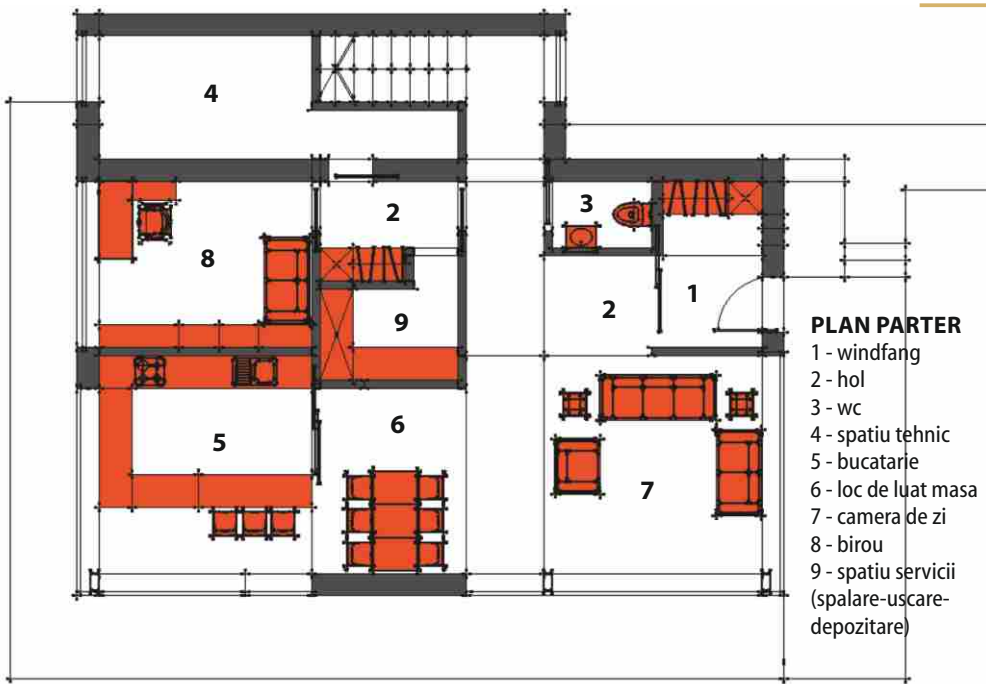 4
2
3
8
1
2
9
5
6
7
PLAN PARTER
1 - windfang
2 - hol
3 - wc
4 - spatiu tehnic
5 - bucatarie
6 - loc de luat masa
7 - camera de zi
8 - birou
9 - spatiu servicii
(spalare-uscare-
depozitare)